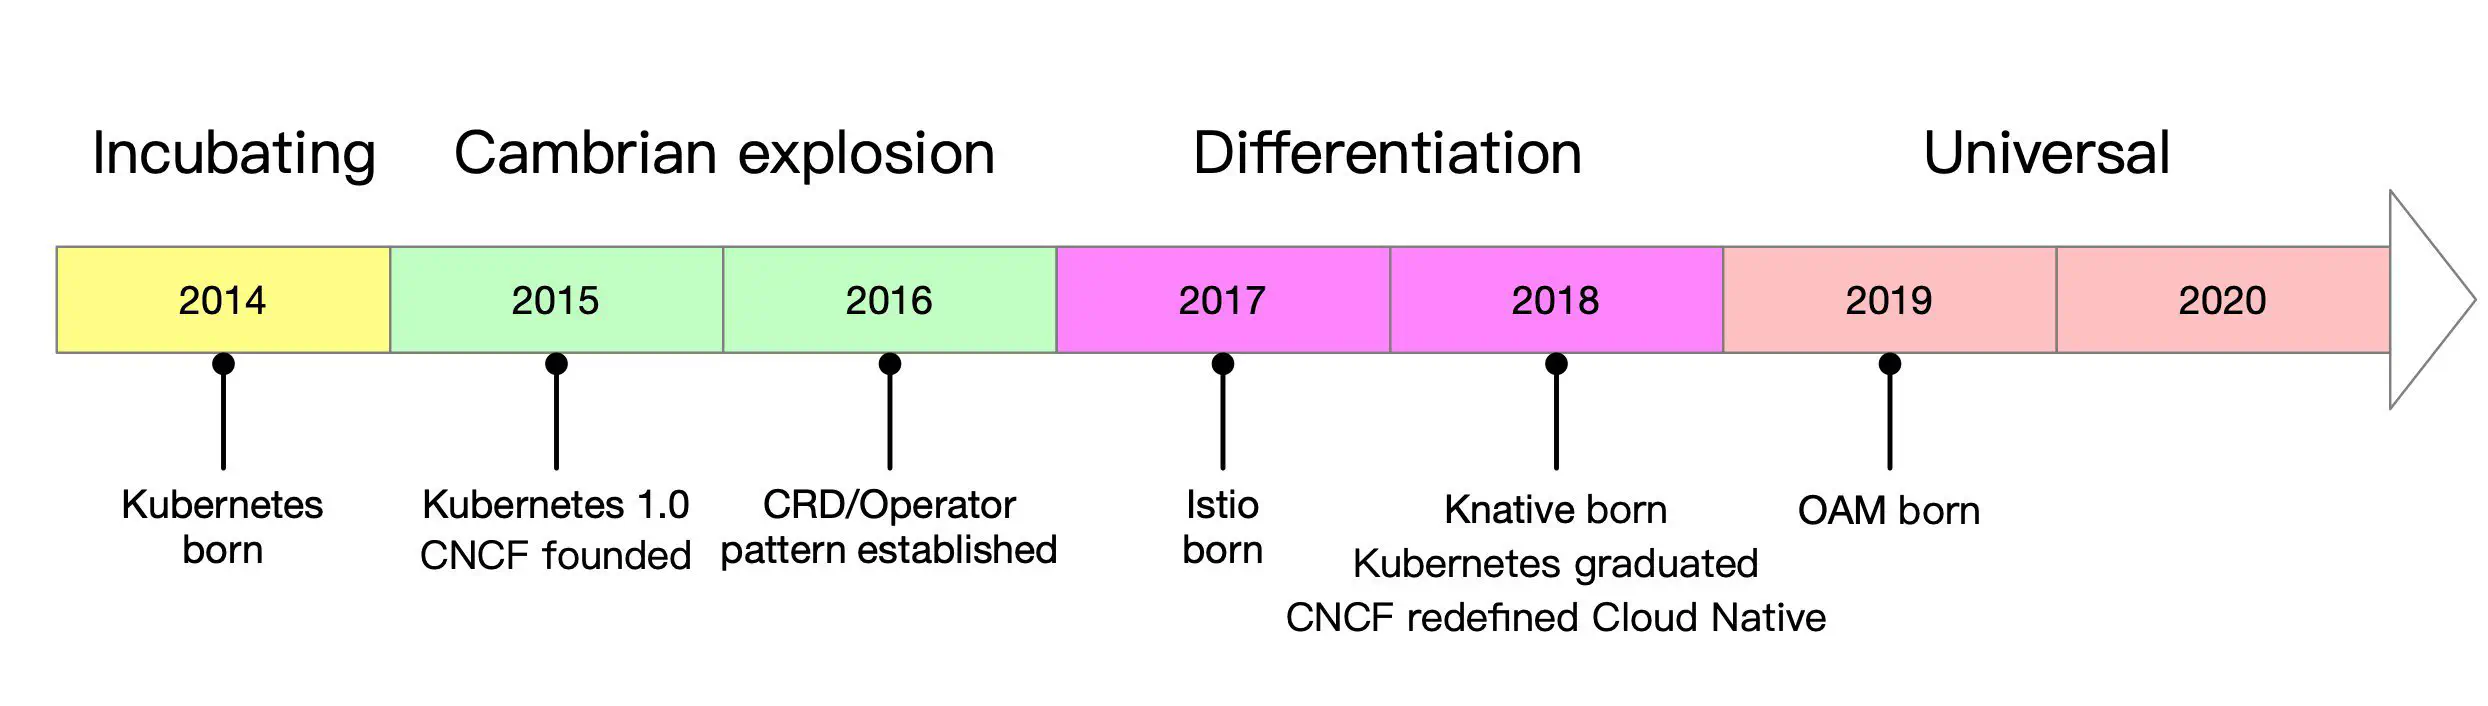 Incubating
Cambrian explosion
Differentiation
Universal
2014
2015
2016
2017
2018
2019
2020
Kubernetes
born
Kubernetes 1.0
CNCF founded
CRD/Operator
pattern established
Istio
born
Knative born
Kubernetes graduated
CNCF redefined Cloud Native
OAM born